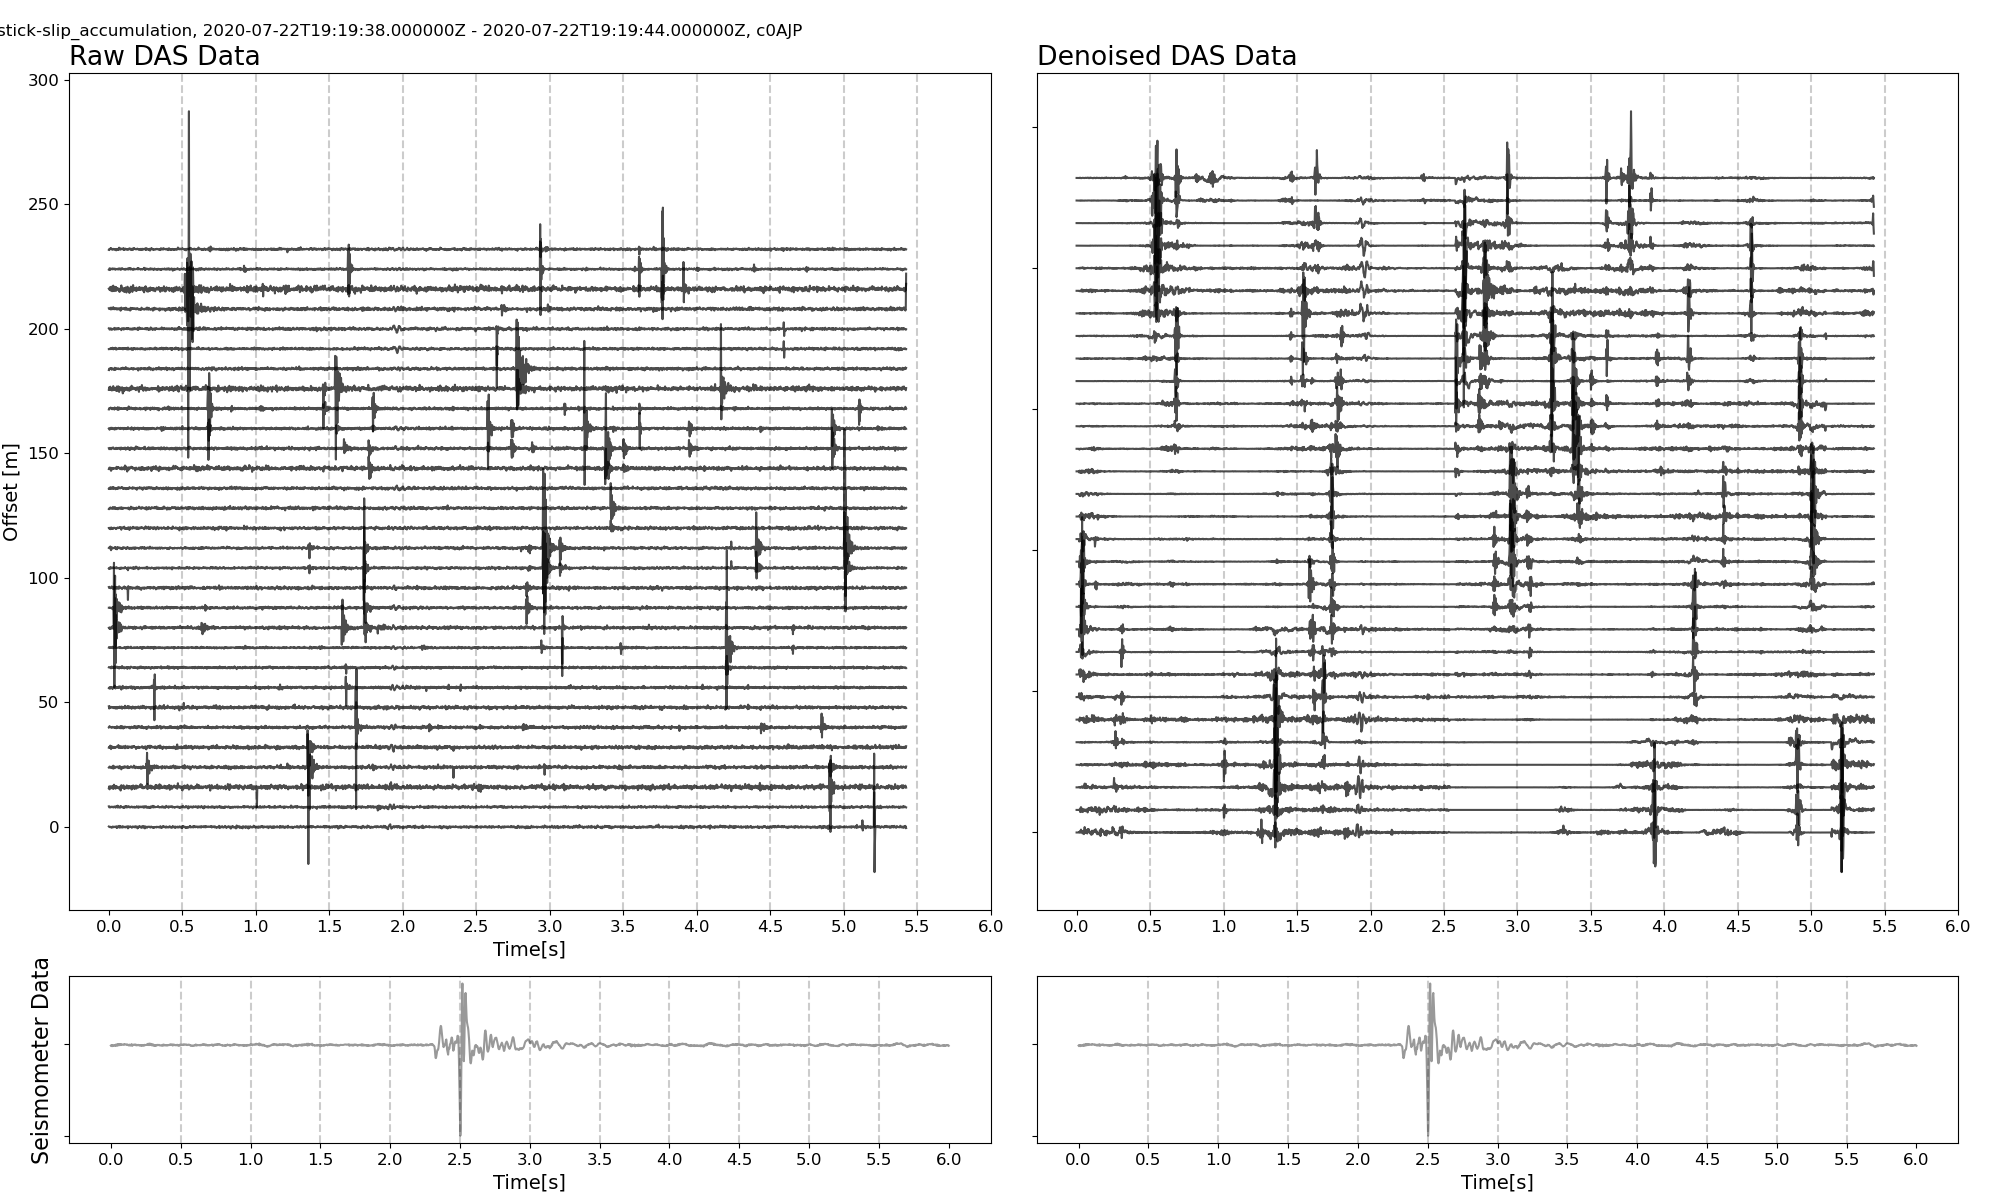 stick-slip_accumulation, 2020-07-22T19:19:38.000000Z - 2020-07-22T19:19:44.000000Z, c0AJP
Raw DAS Data
Denoised DAS Data
300
250
200
150
100
50
0
Offset [m]
0.0 0.5 1.0 1.5 2.0 2.5 3.0 3.5 4.0 4.5 5.0 5.5 6.0
Time[s]
0.0 0.5 1.0 1.5 2.0 2.5 3.0 3.5 4.0 4.5 5.0 5.5 6.0
Seismometer Data
0.0 0.5 1.0 1.5 2.0 2.5 3.0 3.5 4.0 4.5 5.0 5.5 6.0
Time[s]
0.0 0.5 1.0 1.5 2.0 2.5 3.0 3.5 4.0 4.5 5.0 5.5 6.0
Time[s]